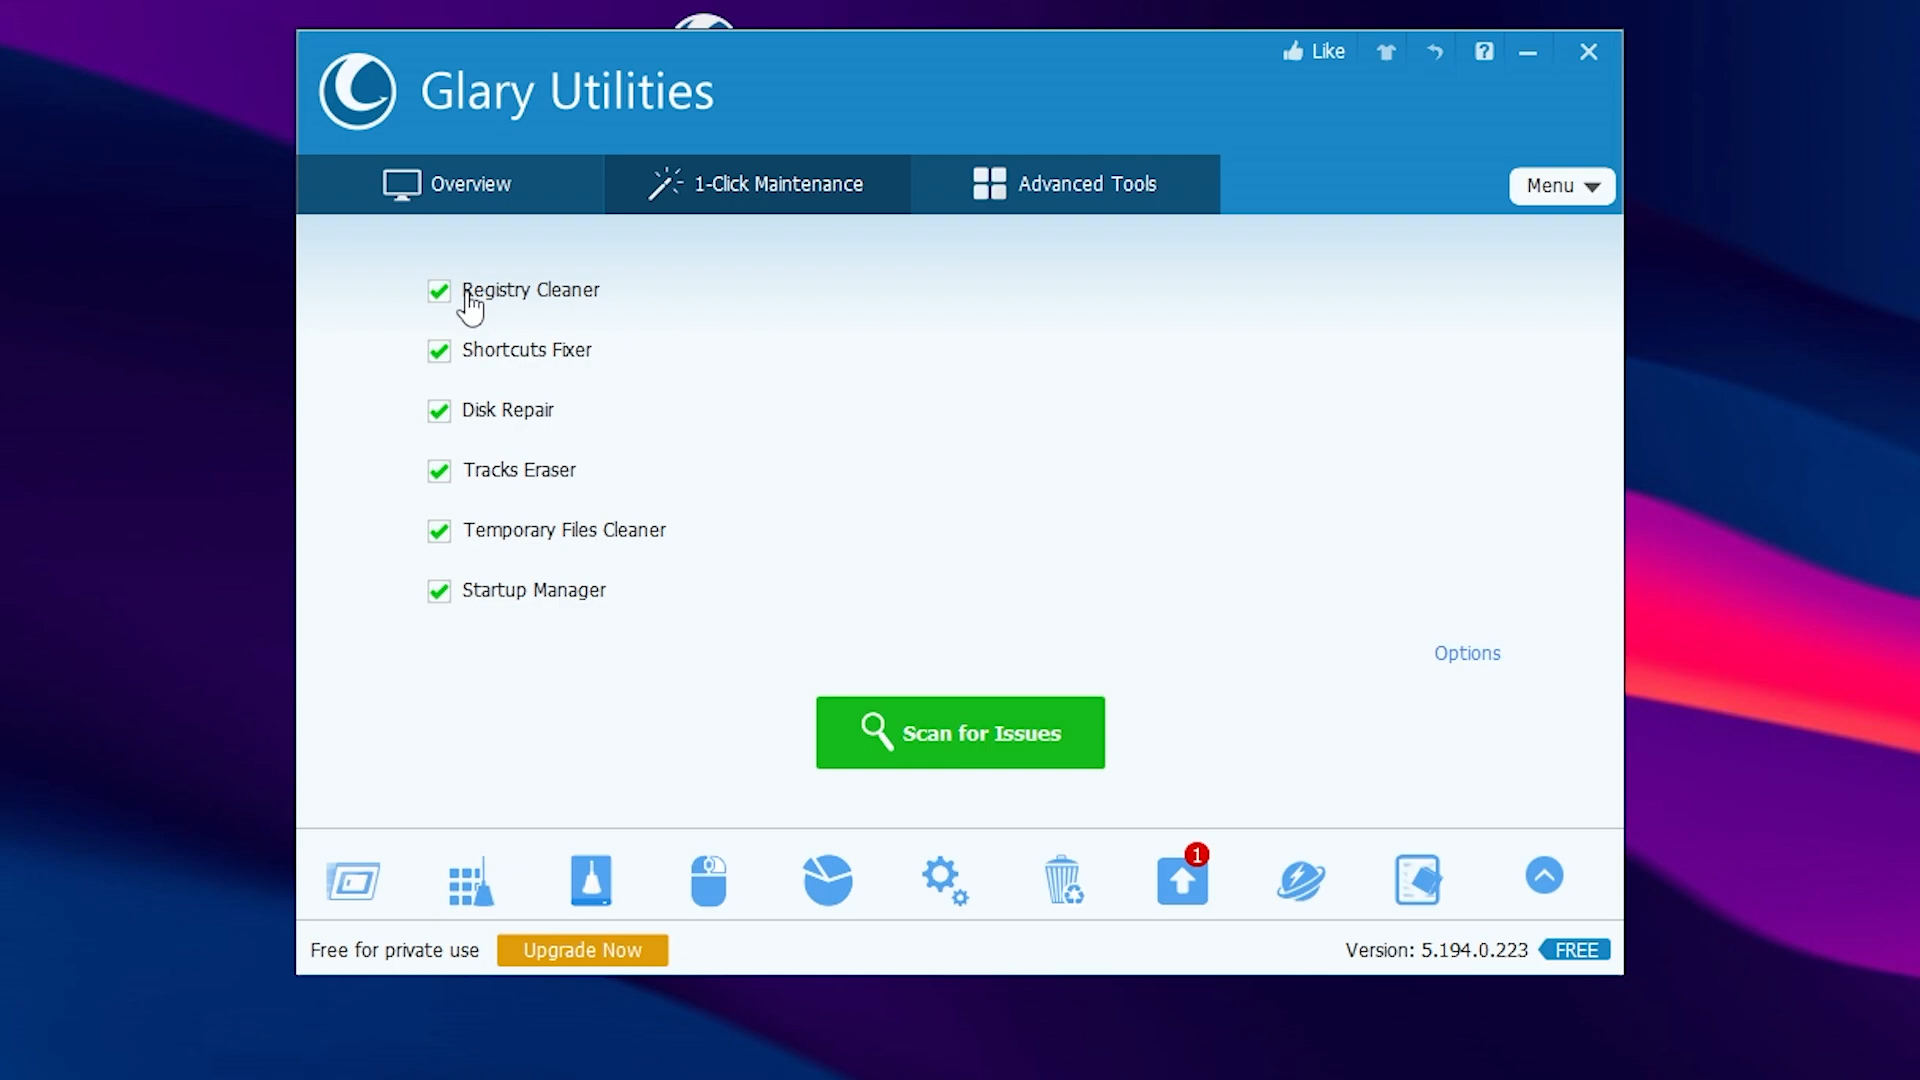 Like
Glary Utilities
Overview
1-Click Maintenance
Advanced Tools
Menu
Registry Cleaner
Shortcuts Fixer
Disk Repair
Tracks Eraser
Temporary Files Cleaner
Startup Manager
Options
Scan for Issues
1
Free for private use
Upgrade Now
Version: 5.194.0.223
FREE